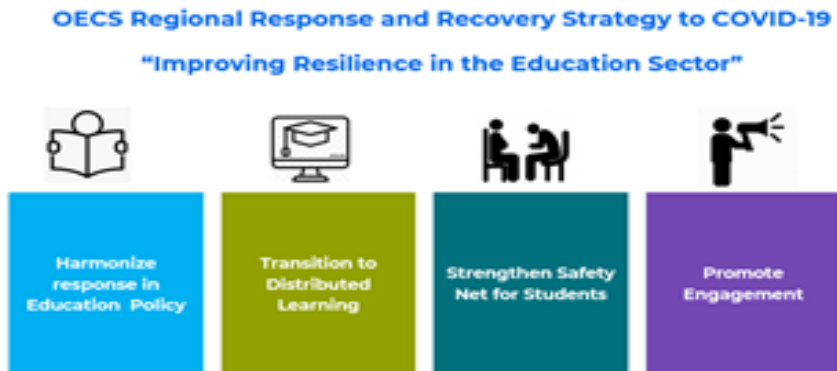 OECS Regional Response and Recovery Strategy to COVID-19
“Improving Resilience in the Education Sector”
Harmonize
response in
Education Policy
Transition to
Distributed
Learning
Strengthen Safety
Net for Students
Promote
Engagement